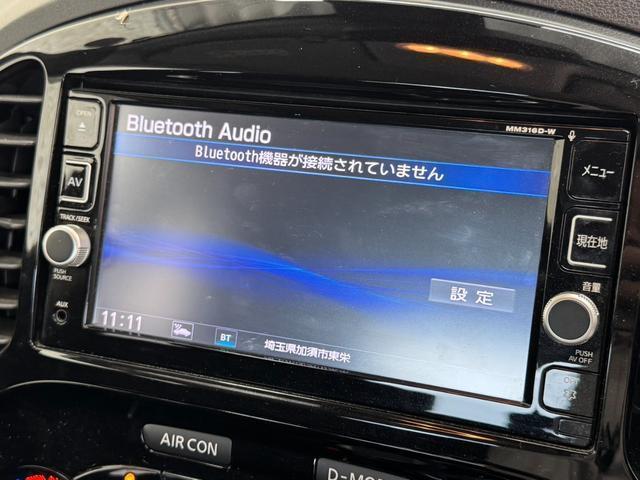 OPEN
MM316D-W
Bluetooth Audio
Bluetooth機器が接続されていません
メニュー
AV
TRACK/SEEK
現在地
PUSH
SOURCE
設定
音量
AUX
11:11
BT
埼玉県加須市東栄
PUSH
AV OFF
AIR CON
D-MO